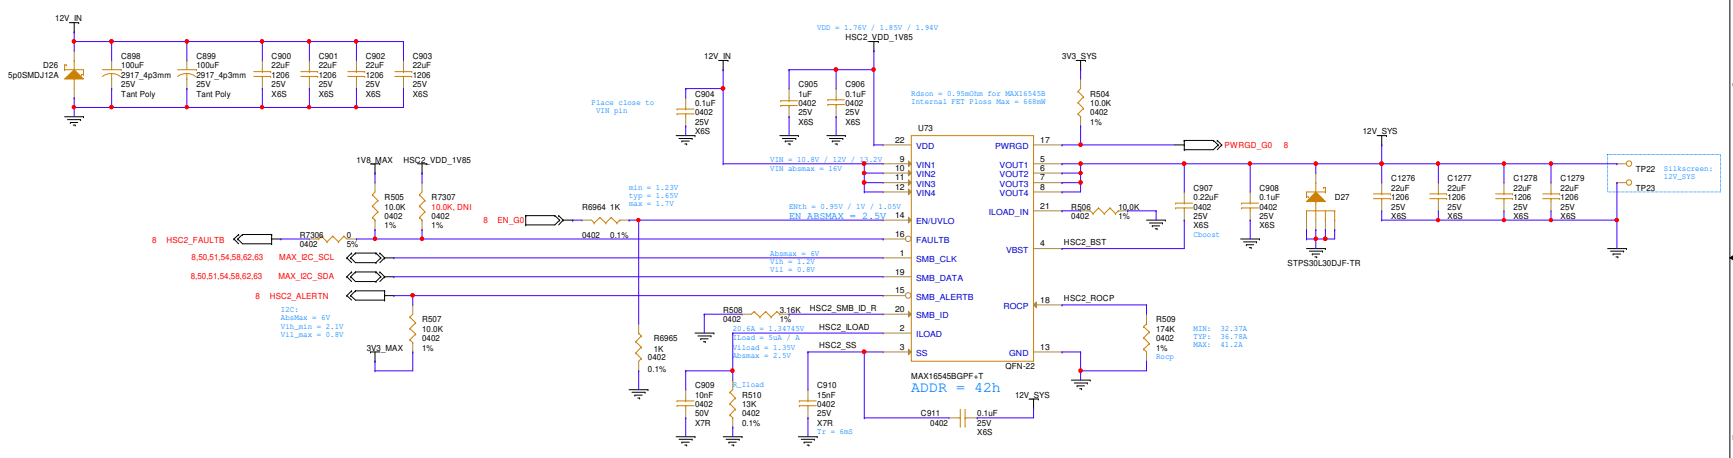 12V_IN
D26
5p0SMDJ12A
C898
100uF
2917_4p3mm
25V
Tant Poly
C899
100uF
2917_4p3mm
25V
Tant Poly
C900
22uF
1206
25V
X6S
C901
22uF
1206
25V
X6S
C902
22uF
1206
25V
X6S
C903
22uF
1206
25V
X6S
VDD = 1.76V / 1.85V / 1.94V
HSC2_VDD_1V85
12V_IN
Place close to
VIN pin
C904
0.1uF
0402
25V
X6S
C905
1uF
0402
25V
X6S
C906
0.1uF
0402
25V
X6S
Rdson = 0.95mOhm for MAX16545B
Internal FET Ploss Max = 668mW
3V3_SYS
R504
10.0K
0402
1%
U73
22 VDD
9 VIN1
10 VIN2
11 VIN3
12 VIN4
14 EN/UVLO
16 FAULTB
1 SMB_CLK
19 SMB_DATA
15 SMB_ALERTB
20 SMB_ID
2 ILOAD
3 SS
PWRGD 17
VOUT1 5
VOUT2 6
VOUT3 7
VOUT4 8
ILOAD_IN 21
VBST 4
ROCP 18
GND 13
QFN-22
MAX16545BGPF+T
ADDR = 42h
VIN = 10.8V / 12V / 13.2V
VIN absmax = 16V
ENth = 0.95V / 1V / 1.05V
EN ABSMAX = 2.5V
min = 1.23V
typ = 1.65V
max = 1.7V
8 EN_G0
R6964 1K
0402 0.1%
1V8_MAX
HSC2_VDD_1V85
R505
10.0K
0402
1%
R7307
10.0K, DNI
0402
1%
8 HSC2_FAULTB
R7306 0
0402 5%
8,50,51,54,58,62,63 MAX_I2C_SCL
8,50,51,54,58,62,63 MAX_I2C_SDA
8 HSC2_ALERTN
I2C:
AbsMax = 6V
Vih_min = 2.1V
Vil_max = 0.8V
R507
10.0K
0402
1%
3V3_MAX
Absmax = 6V
Vih = 1.2V
Vil = 0.8V
R508 3.16K
0402 1%
HSC2_SMB_ID_R
20.6A = 1.34745V
ILoad = 5uA / A
Viload = 1.35V
Absmax = 2.5V
HSC2_ILOAD
HSC2_SS
R6965
1K
0402
0.1%
C909
10nF
0402
50V
X7R
R_Iload
R510
13K
0402
0.1%
C910
15nF
0402
25V
X7R
Tr = 6mS
C911
0402
0.1uF
25V
X6S
12V_SYS
PWRGD_G0 8
R506 10.0K
0402 1%
HSC2_BST
HSC2_ROCP
C907
0.22uF
0402
25V
X6S
Cboost
C908
0.1uF
0402
25V
X6S
D27
STPS30L30DJF-TR
R509
174K
0402
1%
Rocp
MIN: 32.37A
TYP: 36.78A
MAX: 41.2A
12V_SYS
C1276
22uF
1206
25V
X6S
C1277
22uF
1206
25V
X6S
C1278
22uF
1206
25V
X6S
C1279
22uF
1206
25V
X6S
TP22
TP23
Silkscreen:
12V_SYS